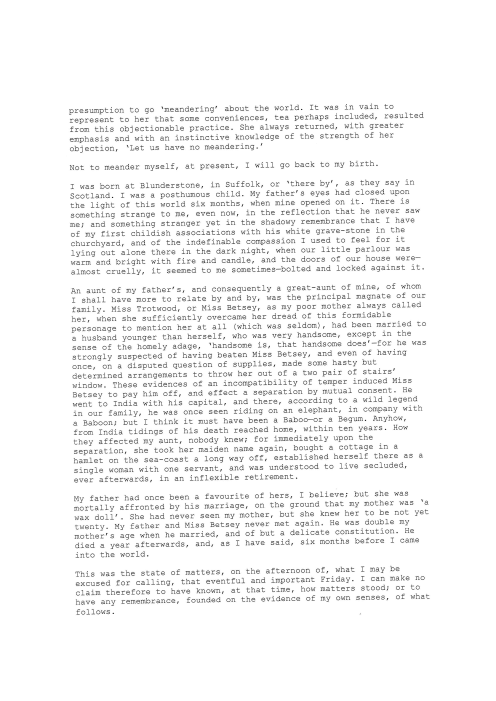 presumption to go 'meandering' about the world. It was in vain to
represent to her that some conveniences, tea perhaps included, resulted
from this objectionable practice. She always returned, with greater
emphasis and with an instinctive knowledge of the strength of her
objection, 'Let us have no meandering.'
Not to meander myself, at present, I will go back to my birth.
I was born at Blunderstone, in Suffolk, or 'there by', as they say in
Scotland. I was a posthumous child. My father's eyes had closed upon
the light of this world six months, when mine opened on it. There is
something strange to me, even now, in the reflection that he never saw
me; and something stranger yet in the shadowy remembrance that I have
of my first childish associations with his white grave-stone in the
churchyard, and of the indefinable compassion I used to feel for it
lying out alone there in the dark night, when our little parlour was
warm and bright with fire and candle, and the doors of our house were—
almost cruelly, it seemed to me sometimes—bolted and locked against it.
An aunt of my father's, and consequently a great-aunt of mine, of whom
I shall have more to relate by and by, was the principal magnate of our
family. Miss Trotwood, or Miss Betsey, as my poor mother always called
her, when she sufficiently overcame her dread of this formidable
personage to mention her at all (which was seldom), had been married to
a husband younger than herself, who was very handsome, except in the
sense of the homely adage, 'handsome is, that handsome does'—for he was
strongly suspected of having beaten Miss Betsey, and even of having
once, on a disputed question of supplies, made some hasty but
determined arrangements to throw her out of a two pair of stairs'
window. These evidences of an incompatibility of temper induced Miss
Betsey to pay him off, and effect a separation by mutual consent. He
went to India with his capital, and there, according to a wild legend
in our family, he was once seen riding on an elephant, in company with
a Baboon; but I think it must have been a Baboo—or a Begum. Anyhow,
from India tidings of his death reached home, within ten years. How
they affected my aunt, nobody knew; for immediately upon the
separation, she took her maiden name again, bought a cottage in a
hamlet on the sea-coast a long way off, established herself there as a
single woman with one servant, and was understood to live secluded,
ever afterwards, in an inflexible retirement.
My father had once been a favourite of hers, I believe; but she was
mortally affronted by his marriage, on the ground that my mother was 'a
wax doll'. She had never seen my mother, but she knew her to be not yet
twenty. My father and Miss Betsey never met again. He was double my
mother's age when he married, and of but a delicate constitution. He
died a year afterwards, and, as I have said, six months before I came
into the world.
This was the state of matters, on the afternoon of, what I may be
excused for calling, that eventful and important Friday. I can make no
claim therefore to have known, at that time, how matters stood; or to
have any remembrance, founded on the evidence of my own senses, of what
follows.